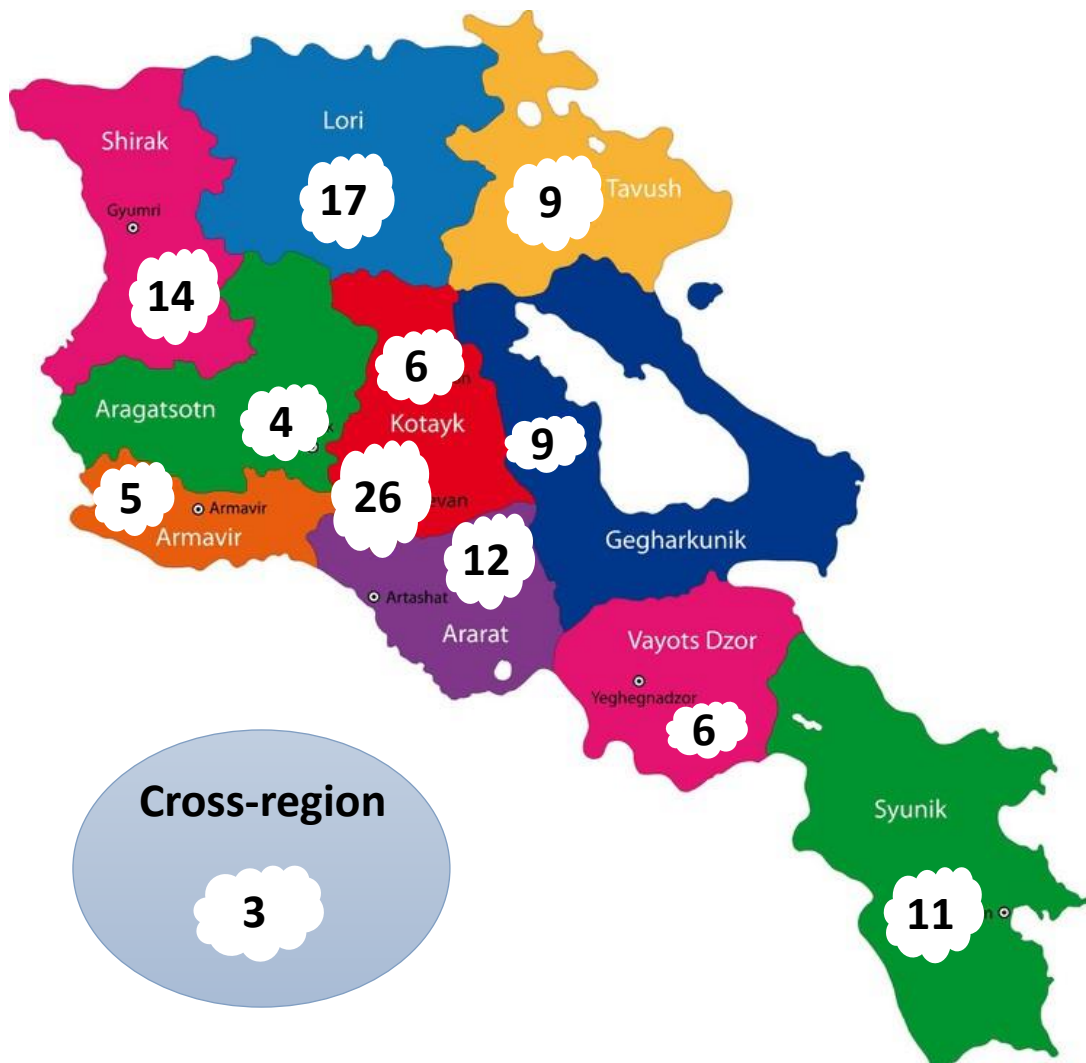 Shirak
Lori
17
9
Tavush
Gyumri
14
6
Aragatsotn
4
Kotayk
9
5
Armavir
Armavir
26
evan
Gegharkunik
12
Artashat
Ararat
Vayots Dzor
Yeghegnadzor
6
Cross-region
3
Syunik
11